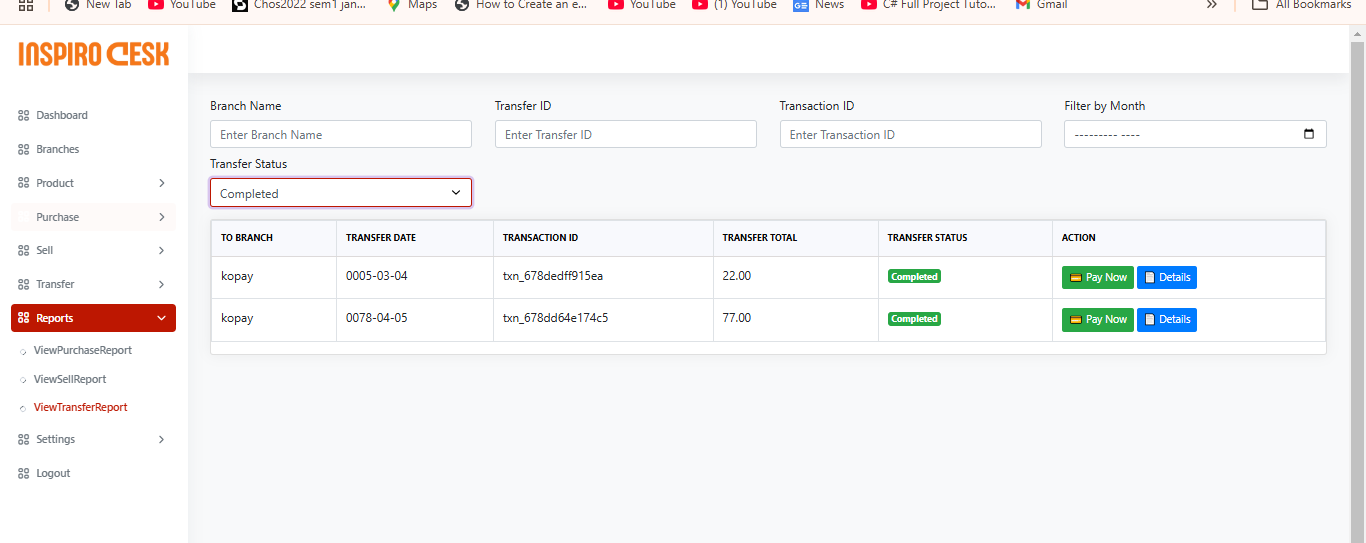 New Tab YouTube Chos2022 sem1 jan... Maps How to Create an e... YouTube (1) YouTube News C# Full Project Tuto... Gmail » All Bookmarks
INSPIRO DESK
Dashboard
Branches
Product
Purchase
Sell
Transfer
Reports
ViewPurchaseReport
ViewSellReport
ViewTransferReport
Settings
Logout
Branch Name Transfer ID Transaction ID Filter by Month
Enter Branch Name Enter Transfer ID Enter Transaction ID --------- ----
Transfer Status
Completed
TO BRANCH TRANSFER DATE TRANSACTION ID TRANSFER TOTAL TRANSFER STATUS ACTION
kopay 0005-03-04 txn_678dedff915ea 22.00 Completed Pay Now Details
kopay 0078-04-05 txn_678dd64e174c5 77.00 Completed Pay Now Details